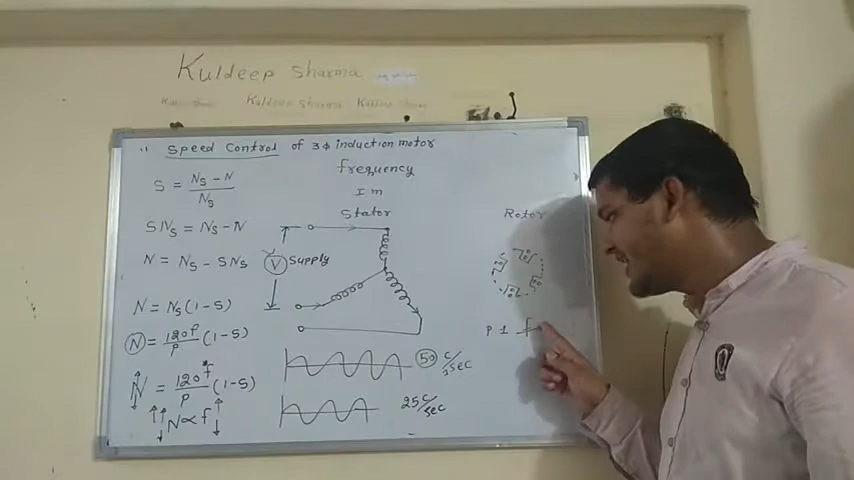 Kuldeep Sharma
Kuldeep Sharma
" Speed Control of 3ϕ induction motor
S = Ns - N / Ns
SNs = Ns - N
N = Ns - SNs
N = Ns (1-S)
N = 120f / P (1-S)
N = 120f / P (1-S)
N ∝ f
frequency
I m
Stator
V Supply
50 c/sec
25 c/sec
Rotor
P 1 f